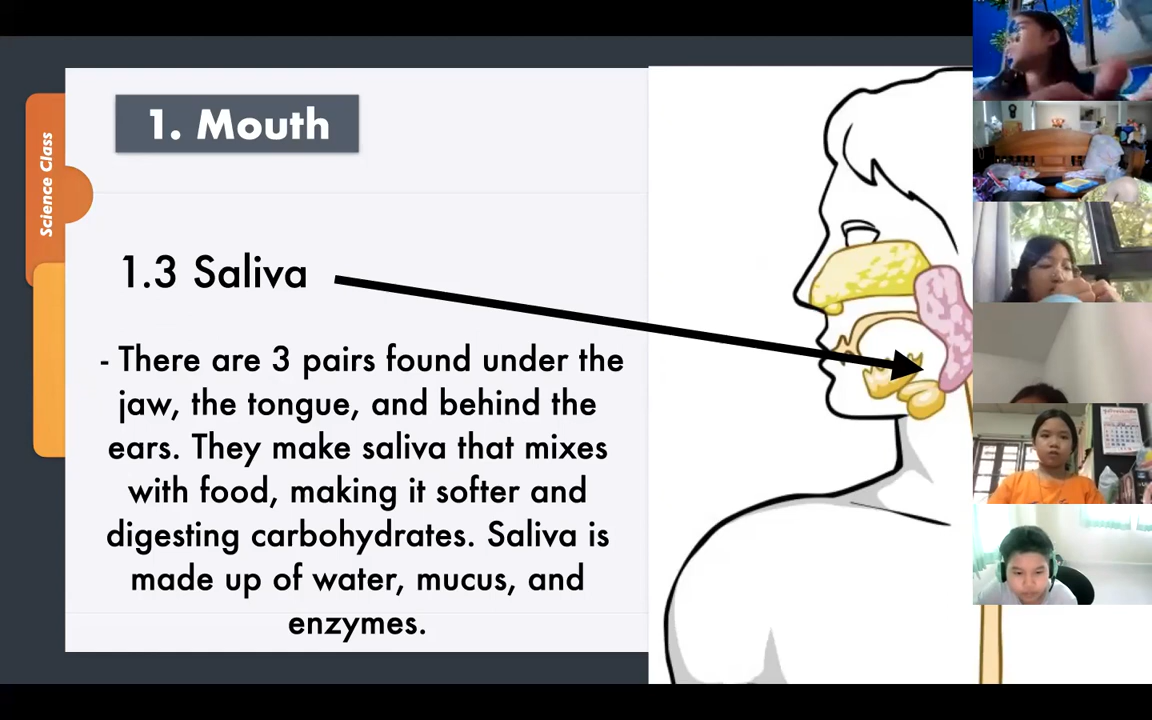 Science Class
1. Mouth
1.3 Saliva
- There are 3 pairs found under the
jaw, the tongue, and behind the
ears. They make saliva that mixes
with food, making it softer and
digesting carbohydrates. Saliva is
made up of water, mucus, and
enzymes.